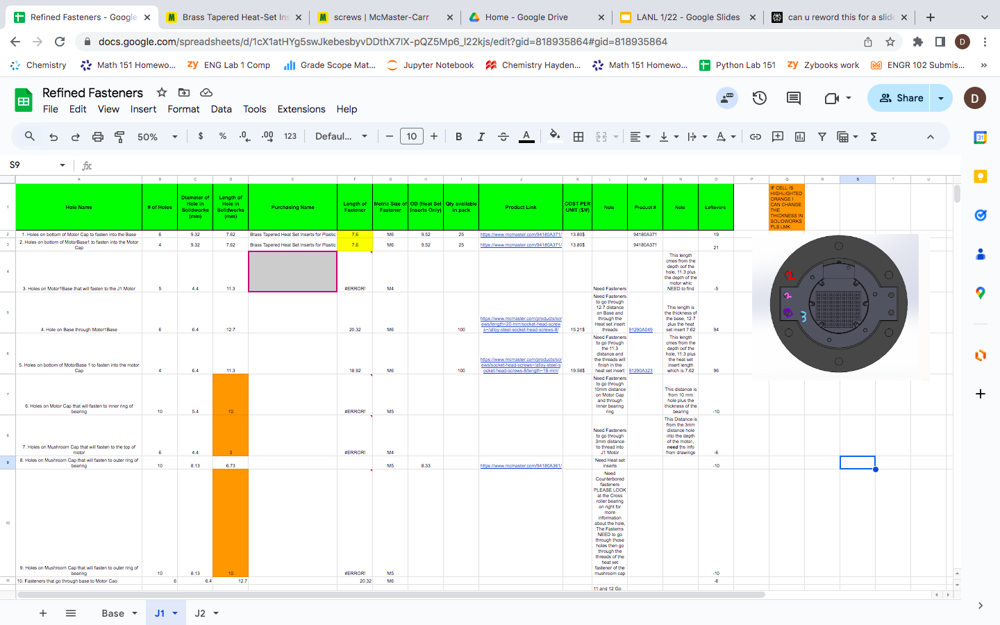 Refined Fasteners - Google
Brass Tapered Heat-Set Ins
screws | McMaster-Carr
Home - Google Drive
LANL 1/22 - Google Slides
can u reword this for a slide
docs.google.com/spreadsheets/d/1cX1atHYg5swJkebesbyvDDthX7IX-pQZ5Mp6_l22kjs/edit?gid=818935864#gid=818935864
D
Chemistry
Math 151 Homewo...
ZY ENG Lab 1 Comp
Grade Scope Mat...
Jupyter Notebook
Chemistry Hayden...
Math 151 Homewo...
Python Lab 151
zy Zybooks work
ENGR 102 Submis...
»
Refined Fasteners
File Edit View Insert Format Data Tools Extensions Help
Share
D
50%
$ % .0 .00 123
Defaul...
− 10 +
B I A
31
S9
fx
A B C D E F G H I J K L M N O P Q R S T U
1
Hole Name
# of Holes
Diameter of Hole in Solidworks (mm)
Length of Hole in Solidworks (mm)
Purchasing Name
Length of Fastener
Metric Size of Fastener
OD (Heat Set Inserts Only)
Qty available in pack
Product Link
COST PER UNIT ($/#)
Note
Product #
Note
Leftovers
IF CELL IS HIGHLIGHTED ORANGE I CAN CHANGE THE THICKNESS IN SOLIDWORKS PLS LMK.
2
1. Holes on bottom of Motor Cap to fasten into the Base
6 9.32 7.62
Brass Tapered Heat Set Inserts for Plastic
7.6 M6 9.52 25
https://www.mcmaster.com/94180A371/
13.80$
94180A371
19
3
2. Holes on bottom of MotorBase1 to fasten into the Motor
Cap
4 9.32 7.62
Brass Tapered Heat Set Inserts for Plastic
7.6 M6 9.52 25
https://www.mcmaster.com/94180A371/
13.80$
94180A371
21
4
3. Holes on Motor1Base that will fasten to the J1 Motor
5 4.4 11.3
#ERROR! M4
Need Fasteners
This length
cmes from the
depth oof the
hole, 11.3 plus
the depth of the
motor whic
NEED to find
-5
5
4. Hole on Base through Motor1Base
6 6.4 12.7
20.32 M6 100
https://www.mcmaster.com/products/scr
ews/length~20-mm/socket-head-screw
s~/alloy-steel-socket-head-screws-8/
15.21$
Need Fasteners
to go through
12.7 distance
on Base and
through the
Heat set insert
threads
91290A049
This length is
the thickness of
the base, 12.7
plus the heat
set insert 7.62
94
6
5. Holes on bottom of MotorBase 1 to fasten into the motor
Cap
4 6.4 11.3
18.92 M6 100
https://www.mcmaster.com/products/scr
ews/socket-head-screws~/alloy-steel-s
ocket-head-screws-8/length~18-mm/
19.58$
Need Fasteners
to go through
the 11.3
distance and
the threads will
finish in the
heat set insert
91290A323
This length
cmes from the
depth oof the
hole, 11.3 plus
the heat set
insert length
which is 7.62
96
7
6. Holes on Motor Cap that will fasten to inner ring of
bearing
10 5.4 10
#ERROR! M5
Need Fasteners
to go through
10mm distance
on Motor Cap
and through
Inner bearing
ring
This distance is
from 10 mm
hole plus the
thickness of the
bearing
-10
8
7. Holes on Mushroom Cap that will fasten to the top of
motor
6 4.4 3
#ERROR! M4
Need Fasteners
to go through
3mm distance
to thread into
J1 Motor
This Distance is
from the 3mm
distance hole
into the depth
of the motor,
need ths info
from drawings
-6
9
8. Holes on Mushroom Cap that will fasten to outer ring of
bearing
10 8.13 6.73
M5 8.33
https://www.mcmaster.com/94180A361/
Need Heat set
inserts
-10
10
9. Holes on Mushroom Cap that will fasten to outer ring of
bearing
10 8.13 10
#ERROR! M5
Need
Counterbored
fasteners
PLEASE LOOK
at the Cross
roller bearing
on right for
more
information
about the hole,
The Fasterns
NEED to go
through those
holes then go
through the
threads of the
heat set
fastener of the
mushroom cap
-10
11
10. Fasteners that go through base to Motor Cao
6 6.4 12.7
20.32 M6
-6
11 and 12 Go
1
2
3
+ Base J1 J2